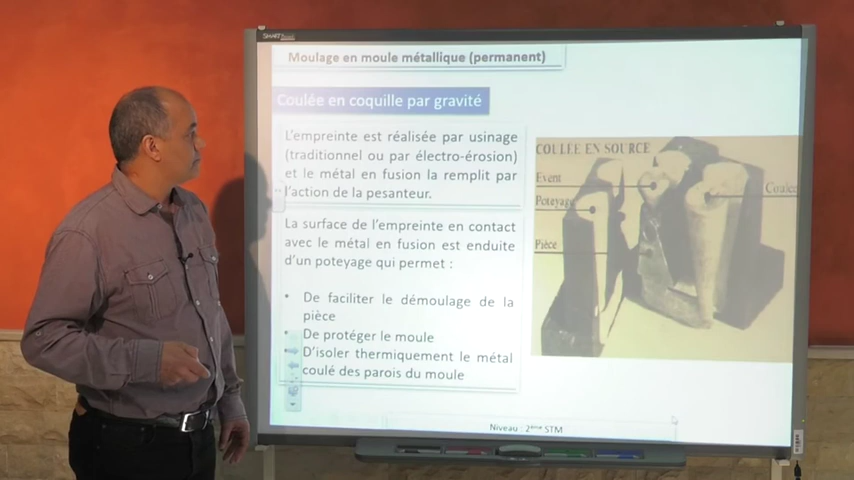 SMART
Moulage en moule métallique (permanent)
Coulée en coquille par gravité
L'empreinte est réalisée par usinage
(traditionnel ou par électro-érosion)
et le métal en fusion la remplit par
l'action de la pesanteur.
La surface de l'empreinte en contact
avec le métal en fusion est enduite
d'un poteyage qui permet :
• De faciliter le démoulage de la
pièce
• De protéger le moule
• D'isoler thermiquement le métal
coulé des parois du moule
COULÉE EN SOURCE
Event
Poteyage
Pièce
Coulée
Niveau : 2ème STM